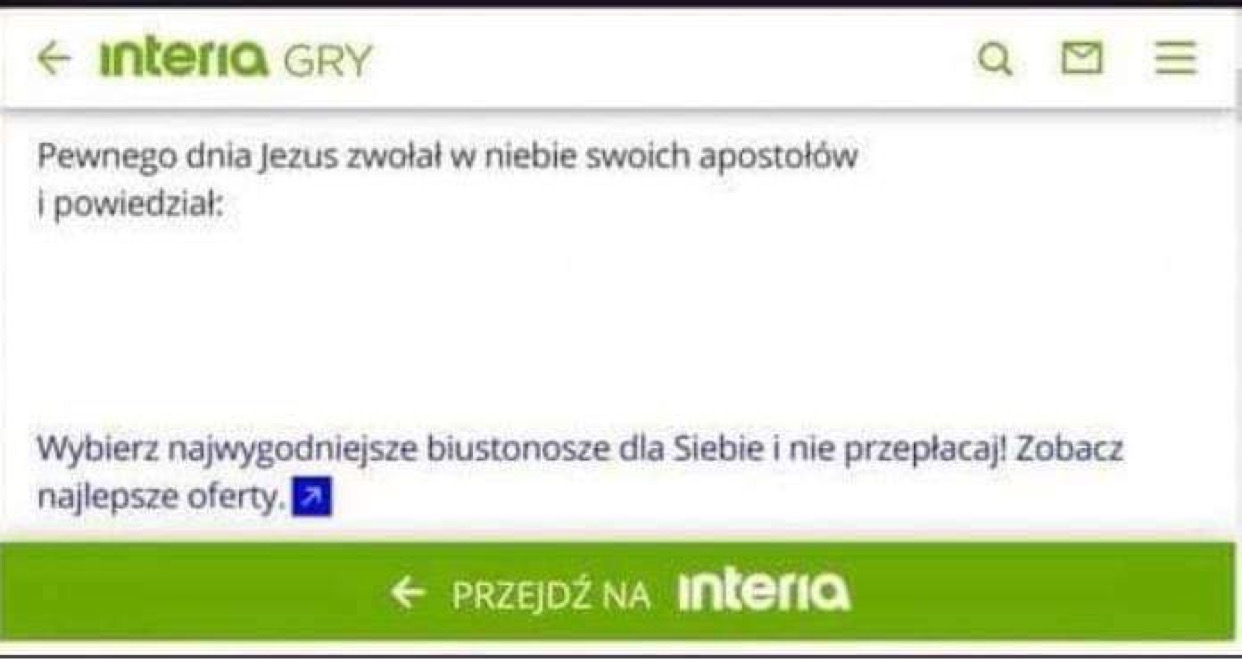 ← interia GRY
Pewnego dnia Jezus zwołał w niebie swoich apostołów
i powiedział:
Wybierz najwygodniejsze biustonosze dla Siebie i nie przepłacaj! Zobacz
najlepsze oferty.
← PRZEJDŹ NA interia